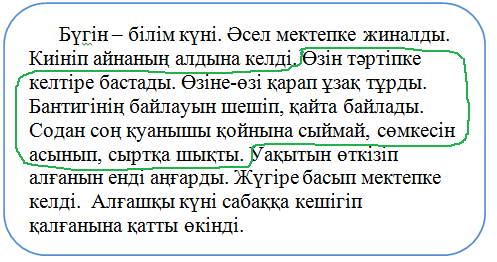 Бүгін – білім күні. Әсел мектепке жиналды.
Киініп айнаның алдына келді. Өзін тәртіпке
келтіре бастады. Өзіне-өзі қарап ұзақ тұрды.
Бантигінің байлауын шешіп, қайта байлады.
Содан соң қуанышы қойнына сыймай, сөмкесін
асынып, сыртқа шықты. Уақытын өткізіп
алғанын енді аңғарды. Жүгіре басып мектепке
келді. Алғашқы күні сабаққа кешігіп
қалғанына қатты өкінді.